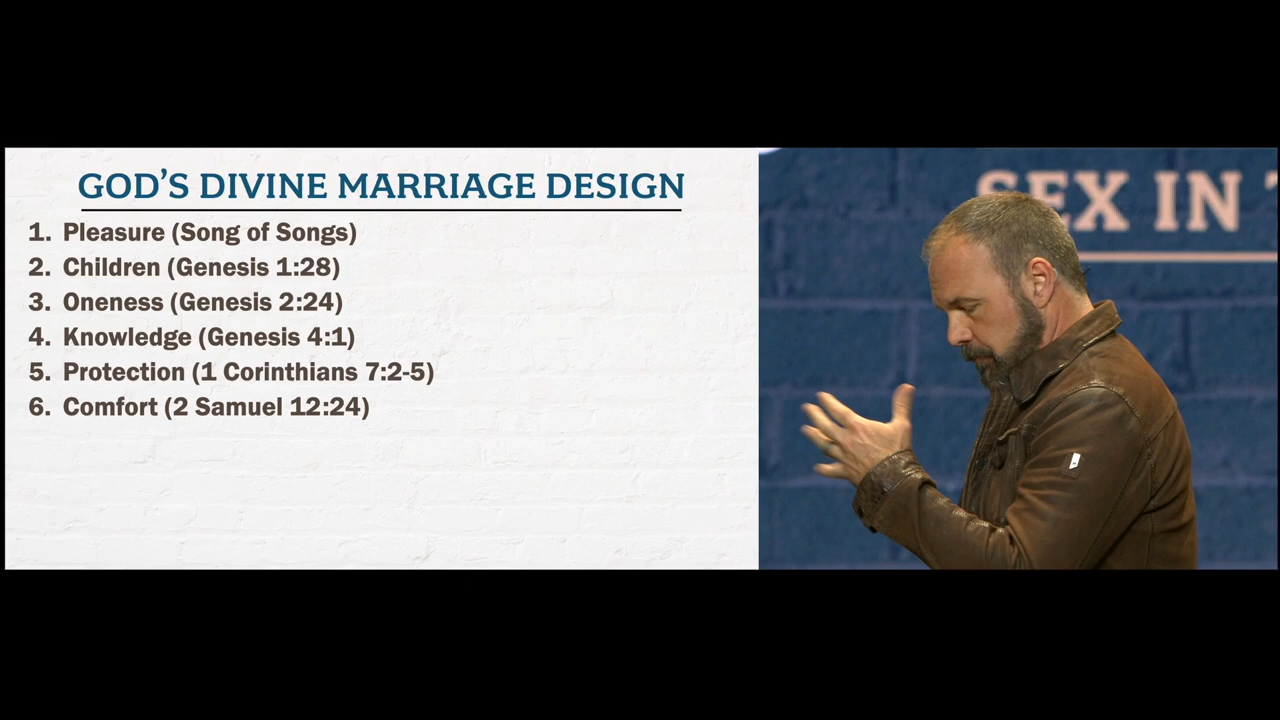 GOD'S DIVINE MARRIAGE DESIGN
1. Pleasure (Song of Songs)
2. Children (Genesis 1:28)
3. Oneness (Genesis 2:24)
4. Knowledge (Genesis 4:1)
5. Protection (1 Corinthians 7:2-5)
6. Comfort (2 Samuel 12:24)
SEX IN